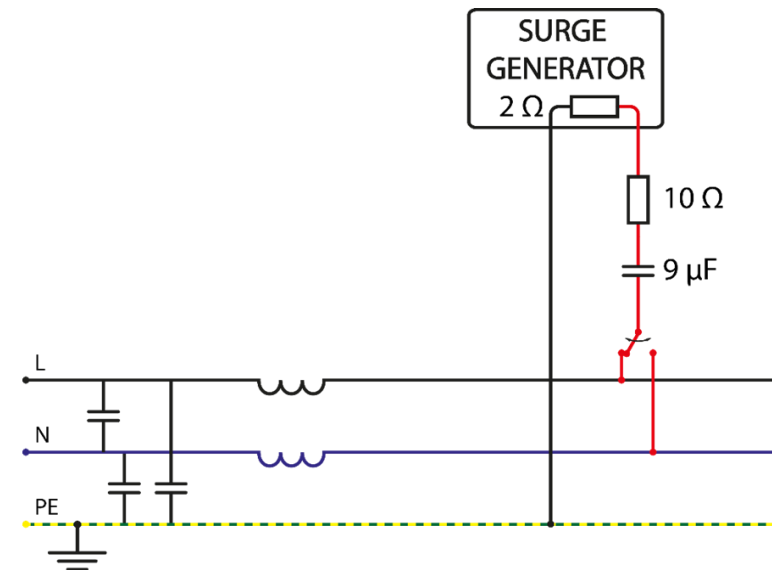 SURGE
GENERATOR
2 Ω
10 Ω
9 µF
L
N
PE